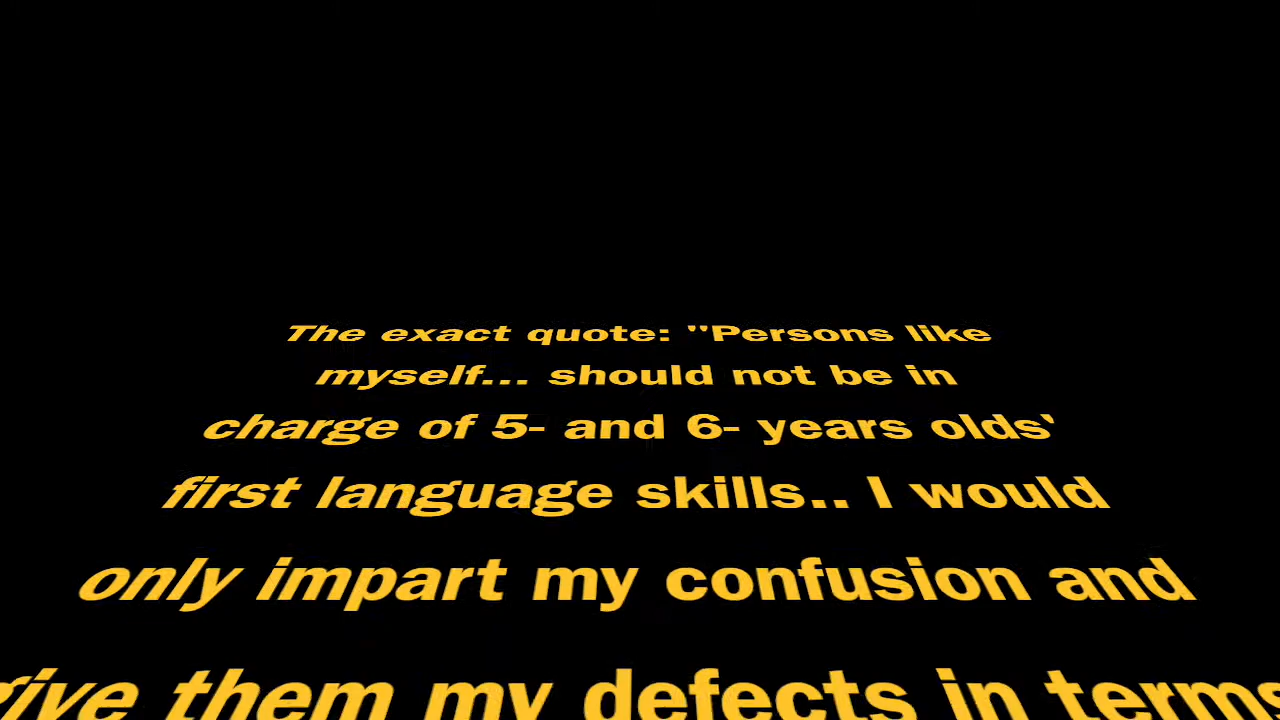 The exact quote: "Persons like
myself... should not be in
charge of 5- and 6- years olds'
first language skills.. I would
only impart my confusion and
give them my defects in terms